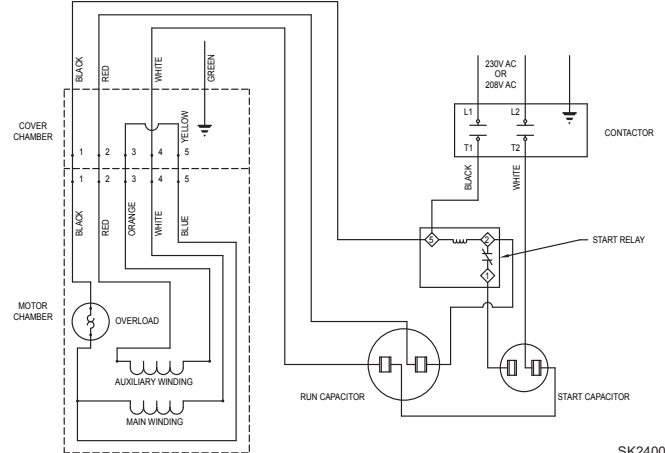 230V AC
OR
208V AC
BLACK
RED
WHITE
GREEN
L1
L2
COVER
CHAMBER
YELLOW
CONTACTOR
T1
T2
1
2
3
4
5
1
2
3
4
5
BLACK
WHITE
BLACK
RED
ORANGE
WHITE
BLUE
5
2
START RELAY
1
MOTOR
CHAMBER
OVERLOAD
AUXILIARY WINDING
RUN CAPACITOR
START CAPACITOR
MAIN WINDING
SK2400